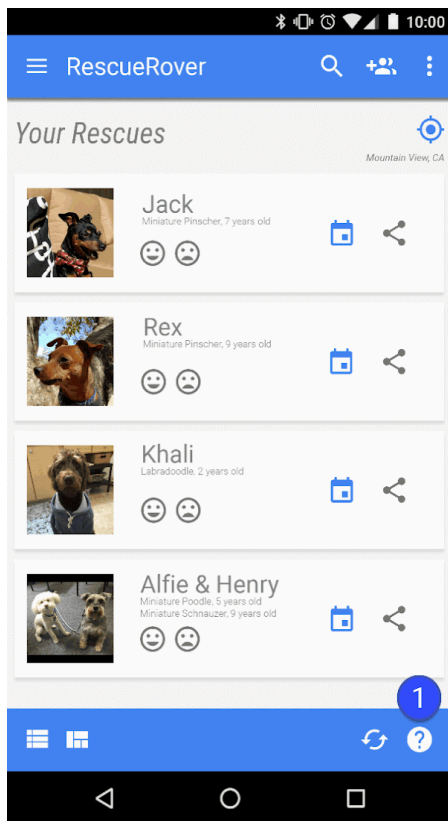 10:00
RescueRover
Your Rescues
Mountain View, CA
Jack
Miniature Pinscher, 7 years old
Rex
Miniature Pinscher, 9 years old
Khali
Labradoodle, 2 years old
Alfie & Henry
Miniature Poodle, 5 years old
Miniature Schnauzer, 9 years old
1
?